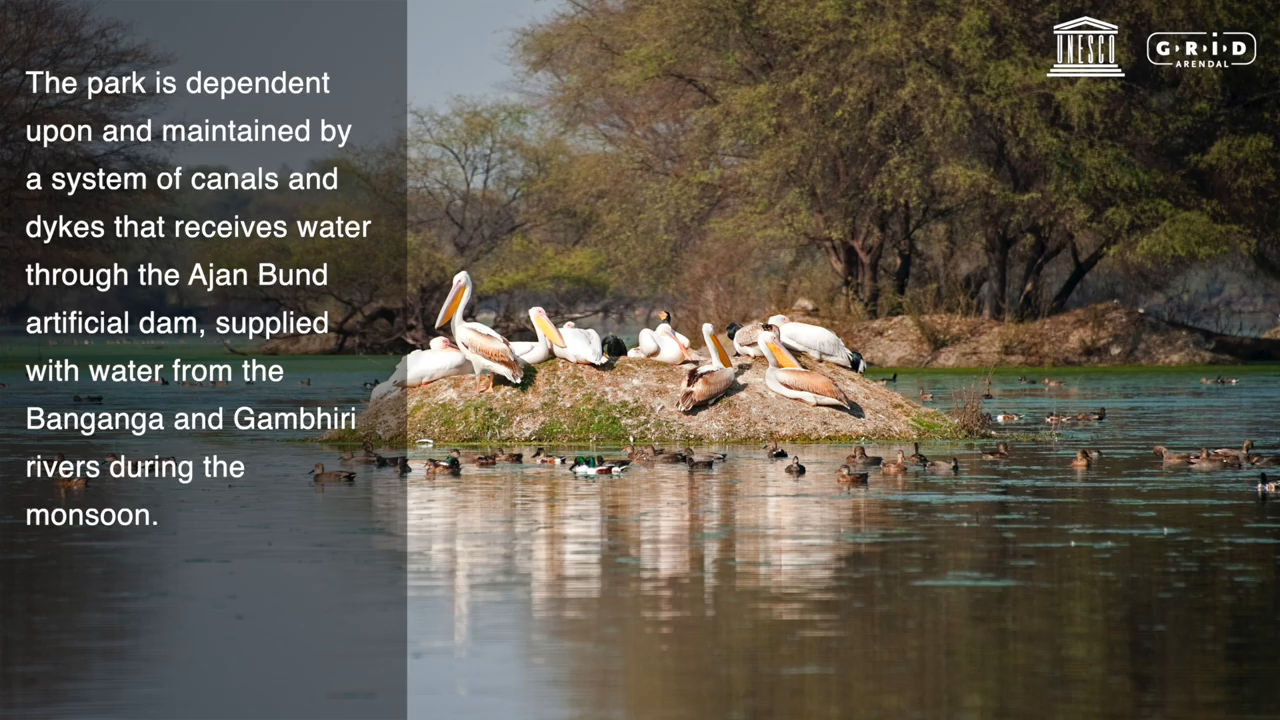 The park is dependent
upon and maintained by
a system of canals and
dykes that receives water
through the Ajan Bund
artificial dam, supplied
with water from the
Banganga and Gambhiri
rivers during the
monsoon.
UNESCO
GRiD
ARENDAL